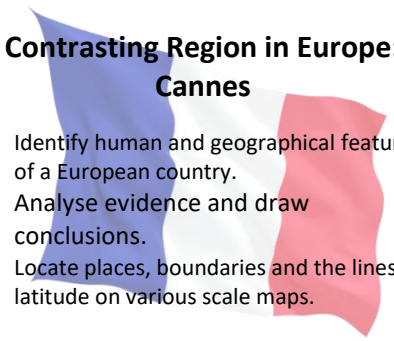 Contrasting Region in Europe:
Cannes
Identify human and geographical featur
of a European country.
Analyse evidence and draw
conclusions.
Locate places, boundaries and the lines
latitude on various scale maps.